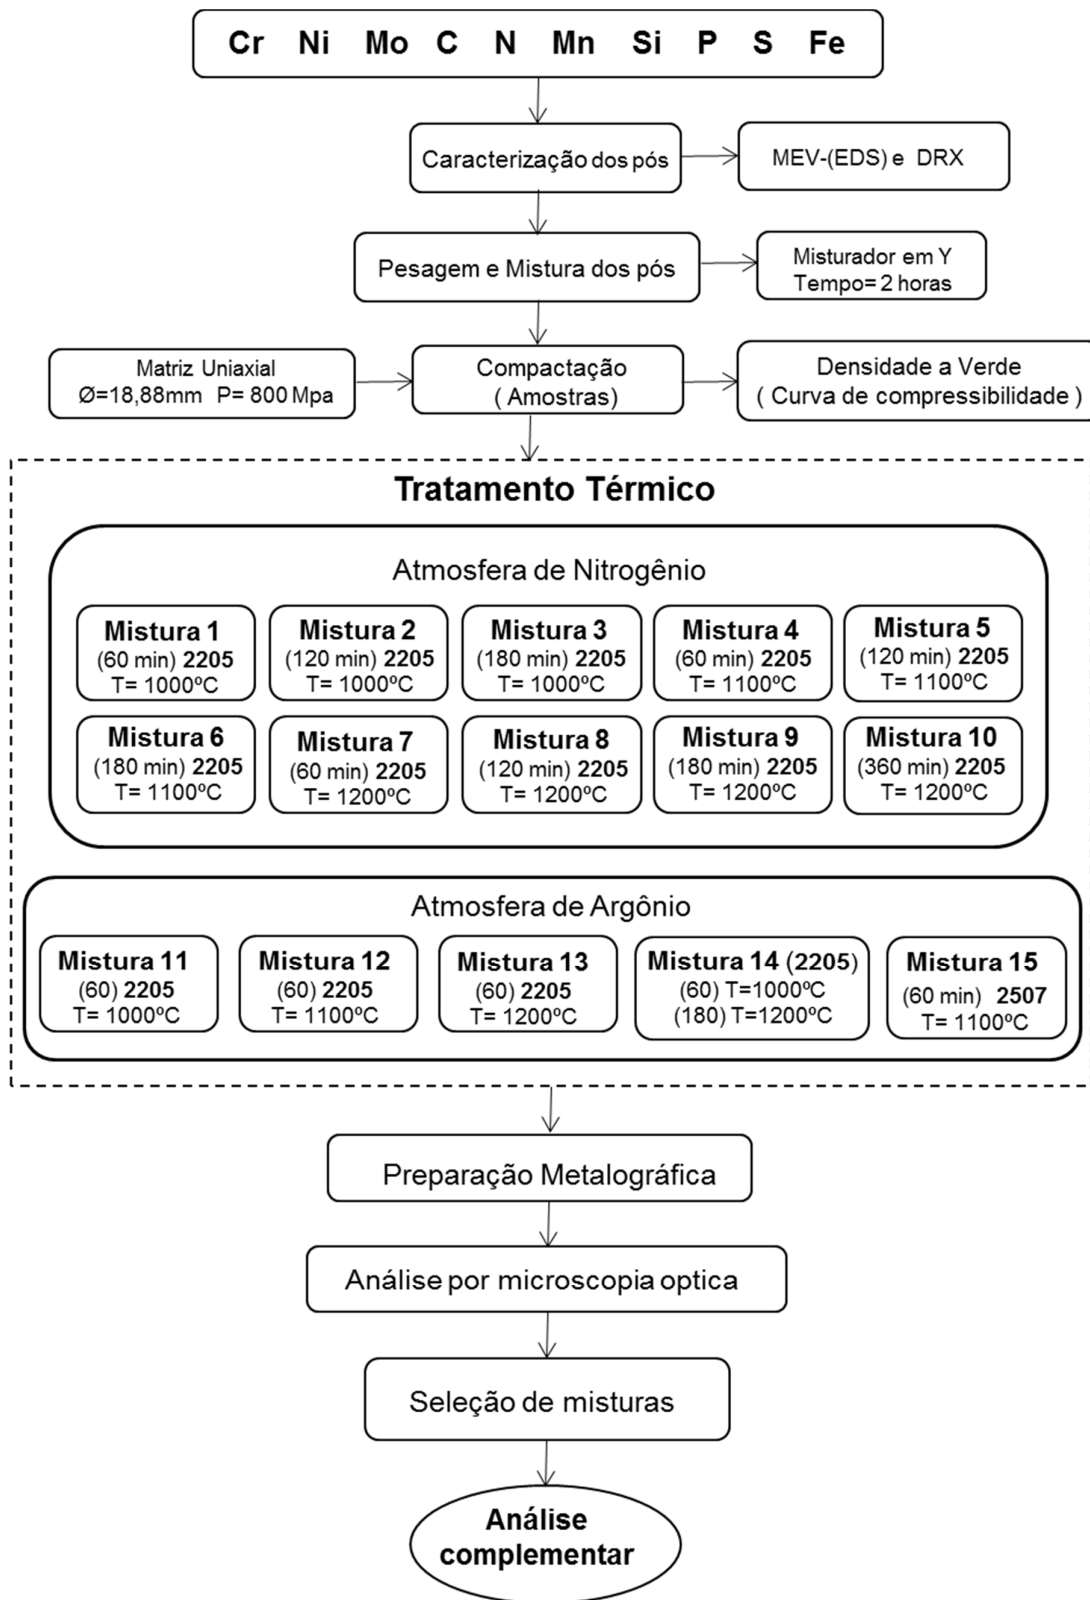 Cr Ni Mo C N Mn Si P S Fe
Caracterização dos pós
MEV-(EDS) e DRX
Pesagem e Mistura dos pós
Misturador em Y
Tempo= 2 horas
Matriz Uniaxial
Ø=18,88mm P= 800 Mpa
Compactação
( Amostras)
Densidade a Verde
( Curva de compressibilidade )
Tratamento Térmico
Atmosfera de Nitrogênio
Mistura 1
(60 min) 2205
T= 1000ºC
Mistura 2
(120 min) 2205
T= 1000ºC
Mistura 3
(180 min) 2205
T= 1000ºC
Mistura 4
(60 min) 2205
T= 1100ºC
Mistura 5
(120 min) 2205
T= 1100ºC
Mistura 6
(180 min) 2205
T= 1100ºC
Mistura 7
(60 min) 2205
T= 1200ºC
Mistura 8
(120 min) 2205
T= 1200ºC
Mistura 9
(180 min) 2205
T= 1200ºC
Mistura 10
(360 min) 2205
T= 1200ºC
Atmosfera de Argônio
Mistura 11
(60) 2205
T= 1000ºC
Mistura 12
(60) 2205
T= 1100ºC
Mistura 13
(60) 2205
T= 1200ºC
Mistura 14 (2205)
(60) T=1000ºC
(180) T=1200ºC
Mistura 15
(60 min) 2507
T= 1100ºC
Preparação Metalográfica
Análise por microscopia optica
Seleção de misturas
Análise
complementar